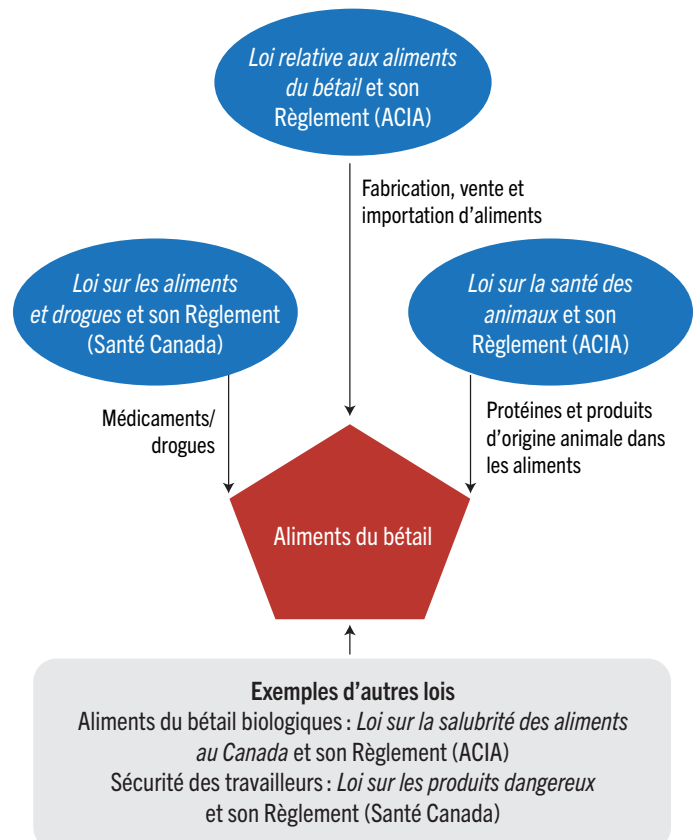 Loi relative aux aliments
du bétail et son
Règlement (ACIA)
Fabrication, vente et
importation d’aliments
Loi sur les aliments
et drogues et son Règlement
(Santé Canada)
Loi sur la santé des
animaux et son
Règlement (ACIA)
Médicaments/
drogues
Protéines et produits
d’origine animale dans
les aliments
Aliments du bétail
Exemples d’autres lois
Aliments du bétail biologiques : Loi sur la salubrité des aliments
au Canada et son Règlement (ACIA)
Sécurité des travailleurs : Loi sur les produits dangereux
et son Règlement (Santé Canada)